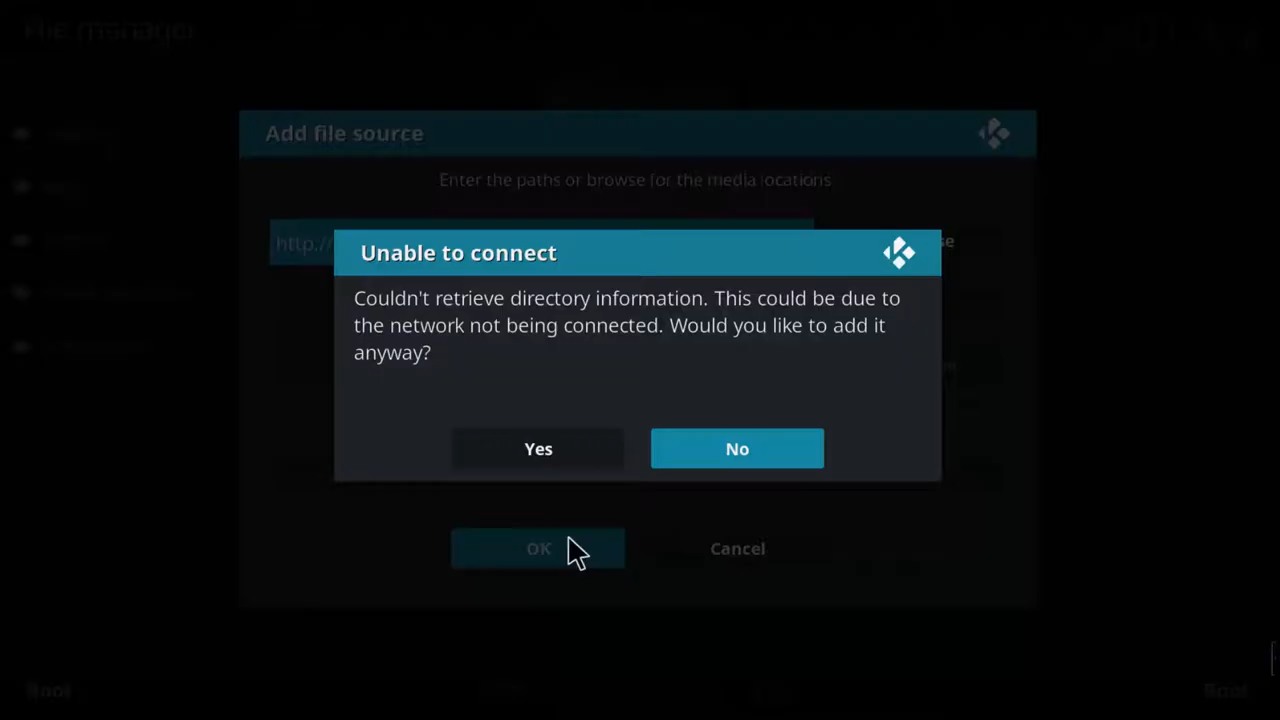 File manager
Add file source
Enter the paths or browse for the media locations
http://
se
Unable to connect
Couldn't retrieve directory information. This could be due to
the network not being connected. Would you like to add it
anyway?
Yes
No
OK
Cancel